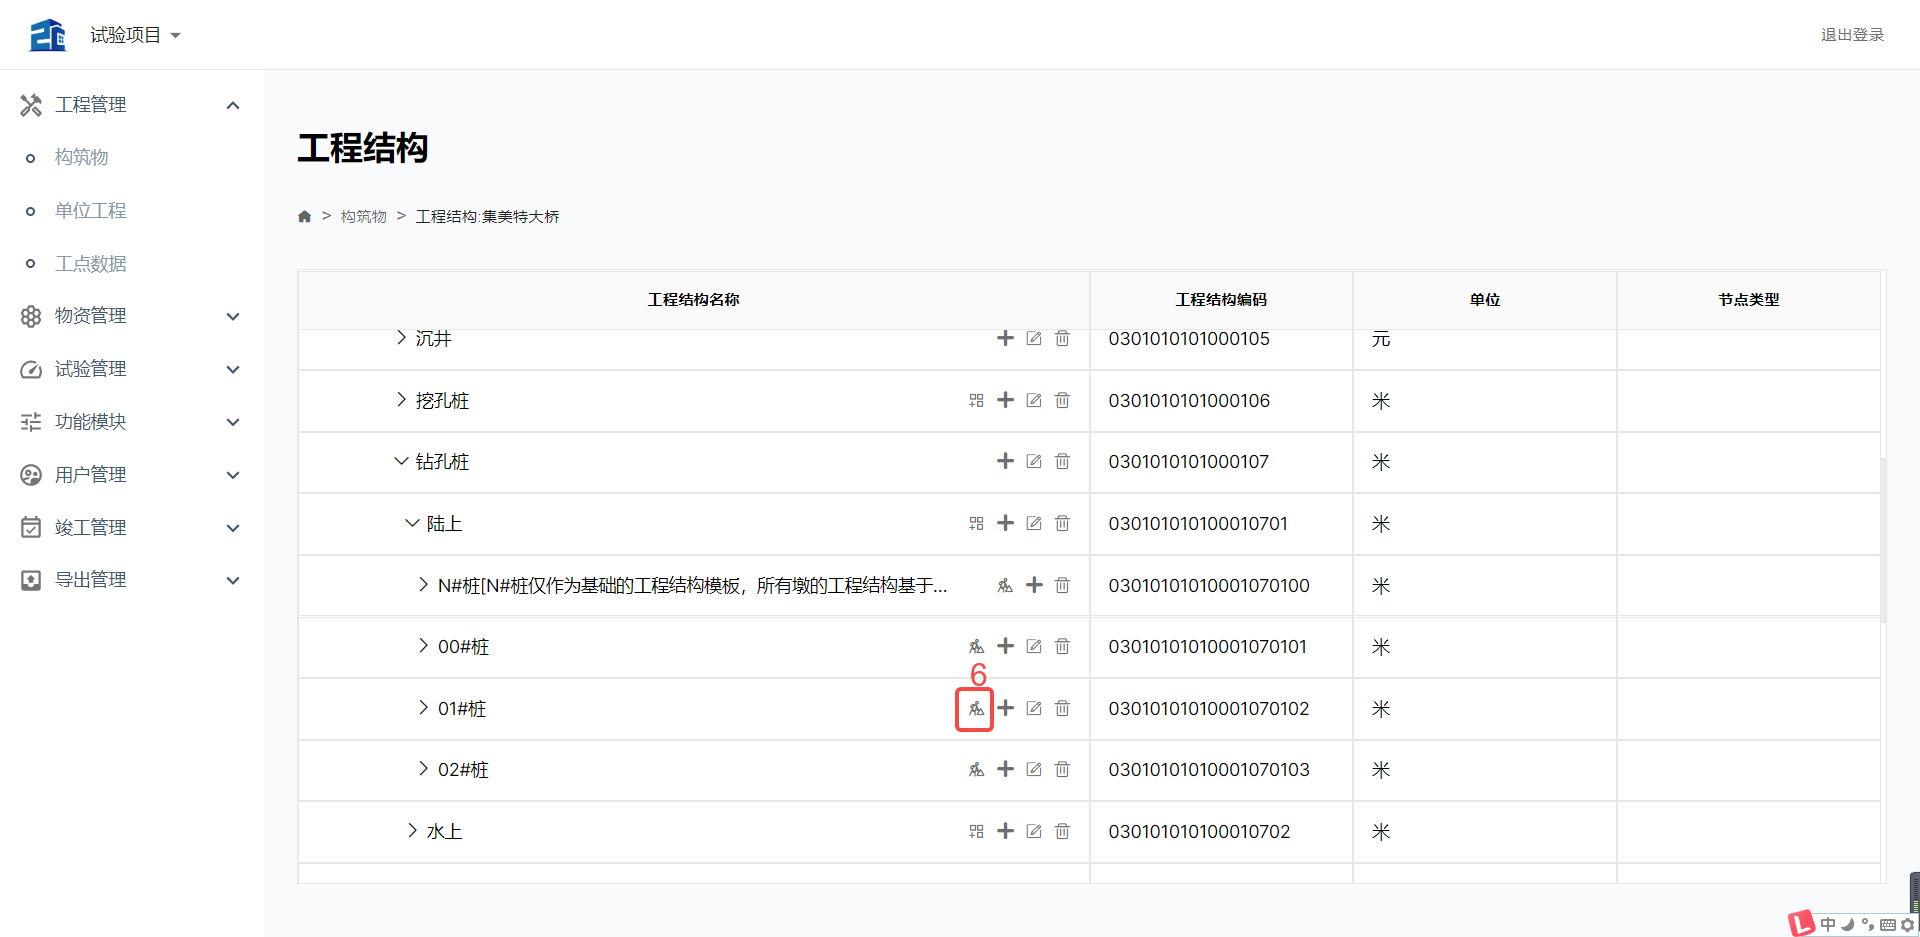 试验项目
退出登录
工程管理
构筑物
单位工程
工点数据
物资管理
试验管理
功能模块
用户管理
竣工管理
导出管理
工程结构
> 构筑物 > 工程结构:集美特大桥
工程结构名称 工程结构编码 单位 节点类型
沉井 0301010101000105 元
挖孔桩 0301010101000106 米
钻孔桩 0301010101000107 米
陆上 030101010100010701 米
N#桩[N#桩仅作为基础的工程结构模板，所有墩的工程结构基于... 03010101010001070100 米
00#桩 03010101010001070101 米
6
01#桩 03010101010001070102 米
02#桩 03010101010001070103 米
水上 030101010100010702 米
中